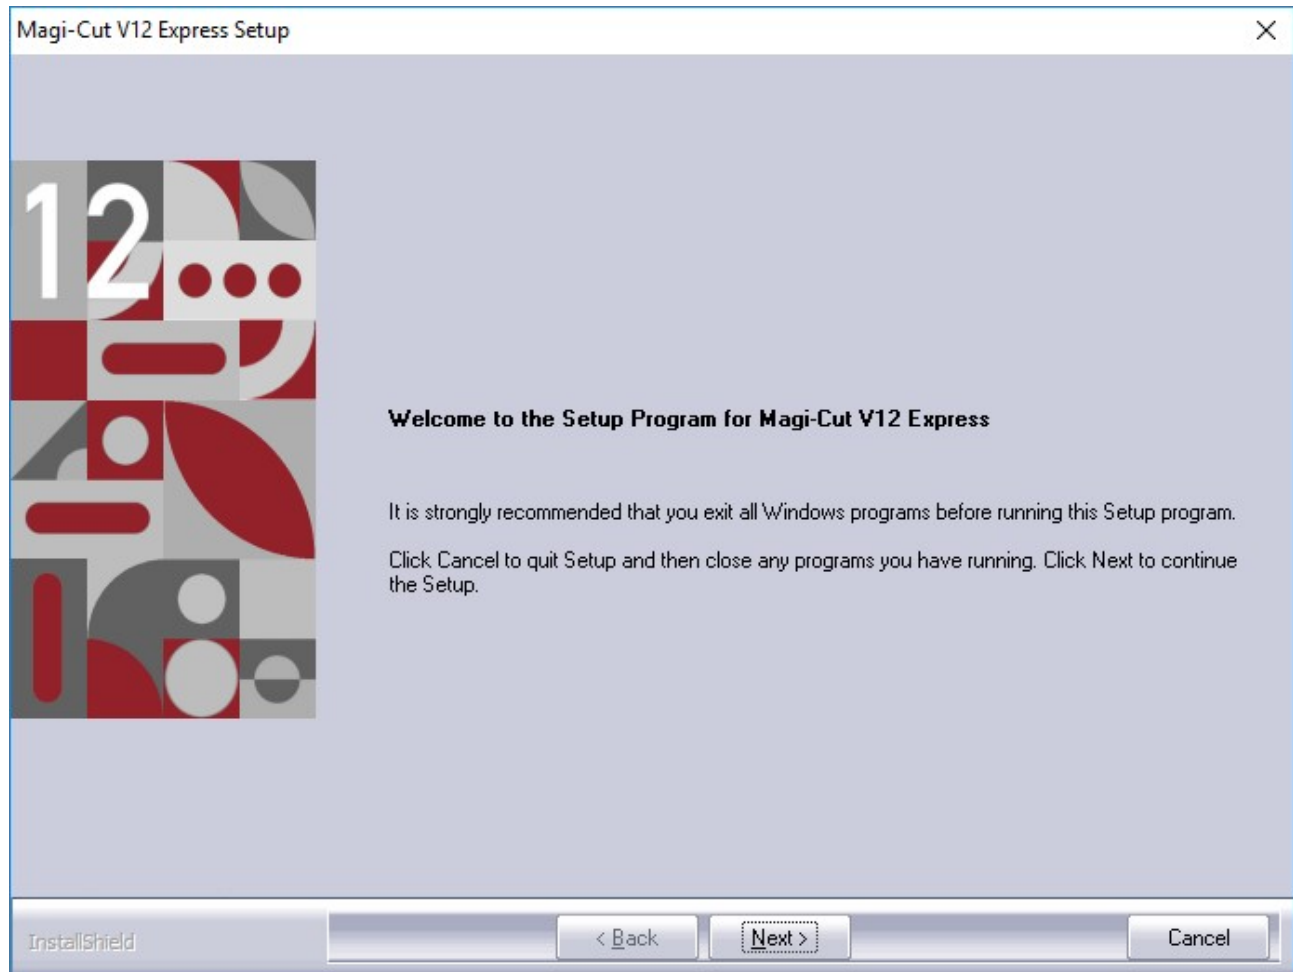 Magi-Cut V12 Express Setup
12
Welcome to the Setup Program for Magi-Cut V12 Express
It is strongly recommended that you exit all Windows programs before running this Setup program.
Click Cancel to quit Setup and then close any programs you have running. Click Next to continue
the Setup.
InstallShield
< Back
Next >
Cancel